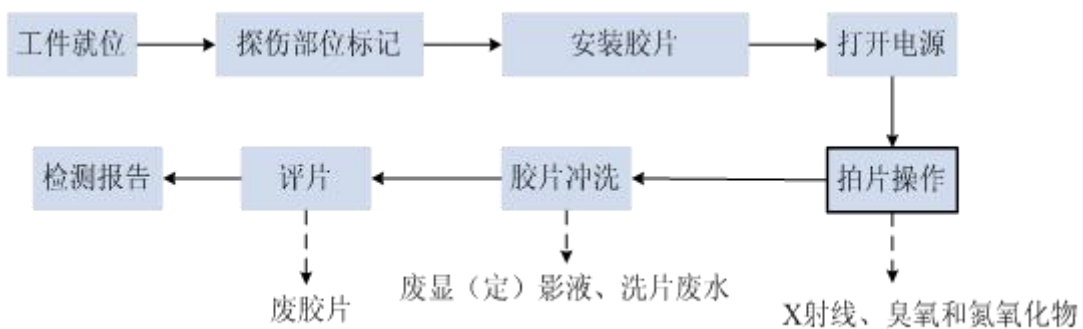 工件就位
探伤部位标记
安装胶片
打开电源
检测报告
评片
胶片冲洗
拍片操作
废胶片
废显（定）影液、洗片废水
X射线、臭氧和氮氧化物